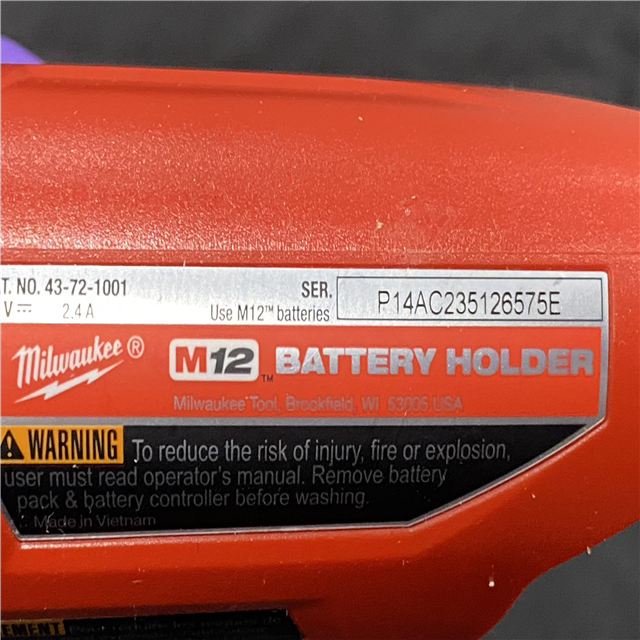 T. NO. 43-72-1001
SER. P14AC235126575E
V⎓ 2.4 A
Use M12™ batteries
Milwaukee®
M12™ BATTERY HOLDER
Milwaukee Tool, Brookfield, WI 53005 USA
WARNING To reduce the risk of injury, fire or explosion,
user must read operator's manual. Remove battery
pack & battery controller before washing.
Made in Vietnam